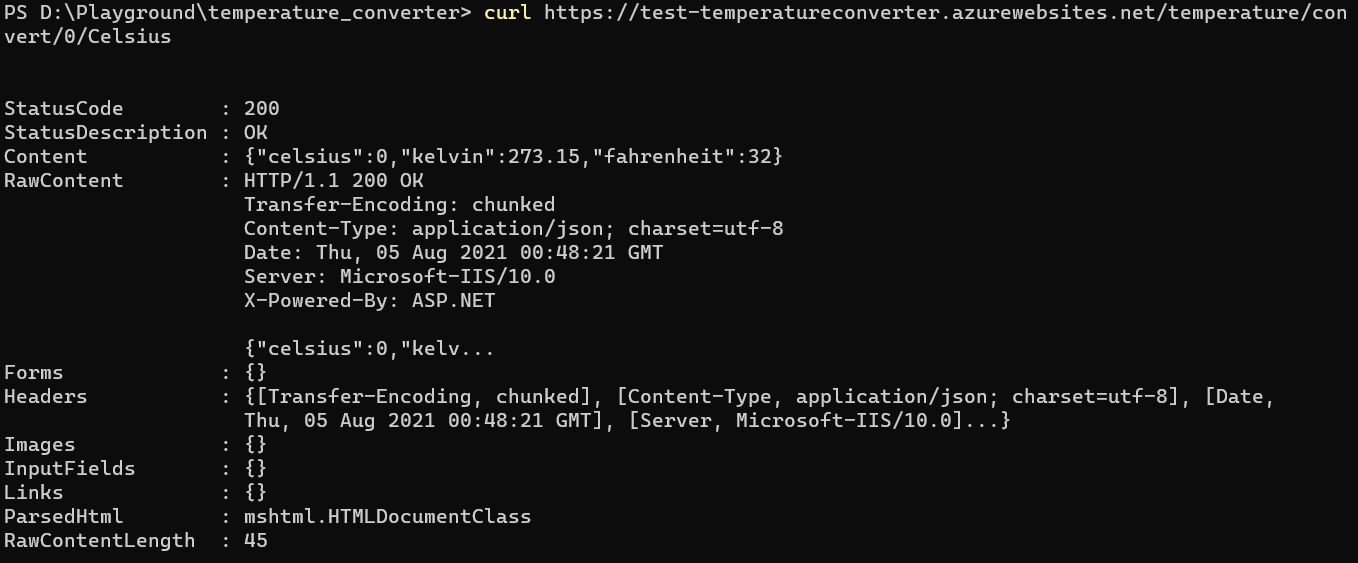 PS D:\Playground\temperature_converter> curl https://test-temperatureconverter.azurewebsites.net/temperature/con
vert/0/Celsius
StatusCode        : 200
StatusDescription : OK
Content           : {"celsius":0,"kelvin":273.15,"fahrenheit":32}
RawContent        : HTTP/1.1 200 OK
                    Transfer-Encoding: chunked
                    Content-Type: application/json; charset=utf-8
                    Date: Thu, 05 Aug 2021 00:48:21 GMT
                    Server: Microsoft-IIS/10.0
                    X-Powered-By: ASP.NET
                    {"celsius":0,"kelv...
Forms             : {}
Headers           : {[Transfer-Encoding, chunked], [Content-Type, application/json; charset=utf-8], [Date,
                    Thu, 05 Aug 2021 00:48:21 GMT], [Server, Microsoft-IIS/10.0]...}
Images            : {}
InputFields       : {}
Links             : {}
ParsedHtml        : mshtml.HTMLDocumentClass
RawContentLength  : 45